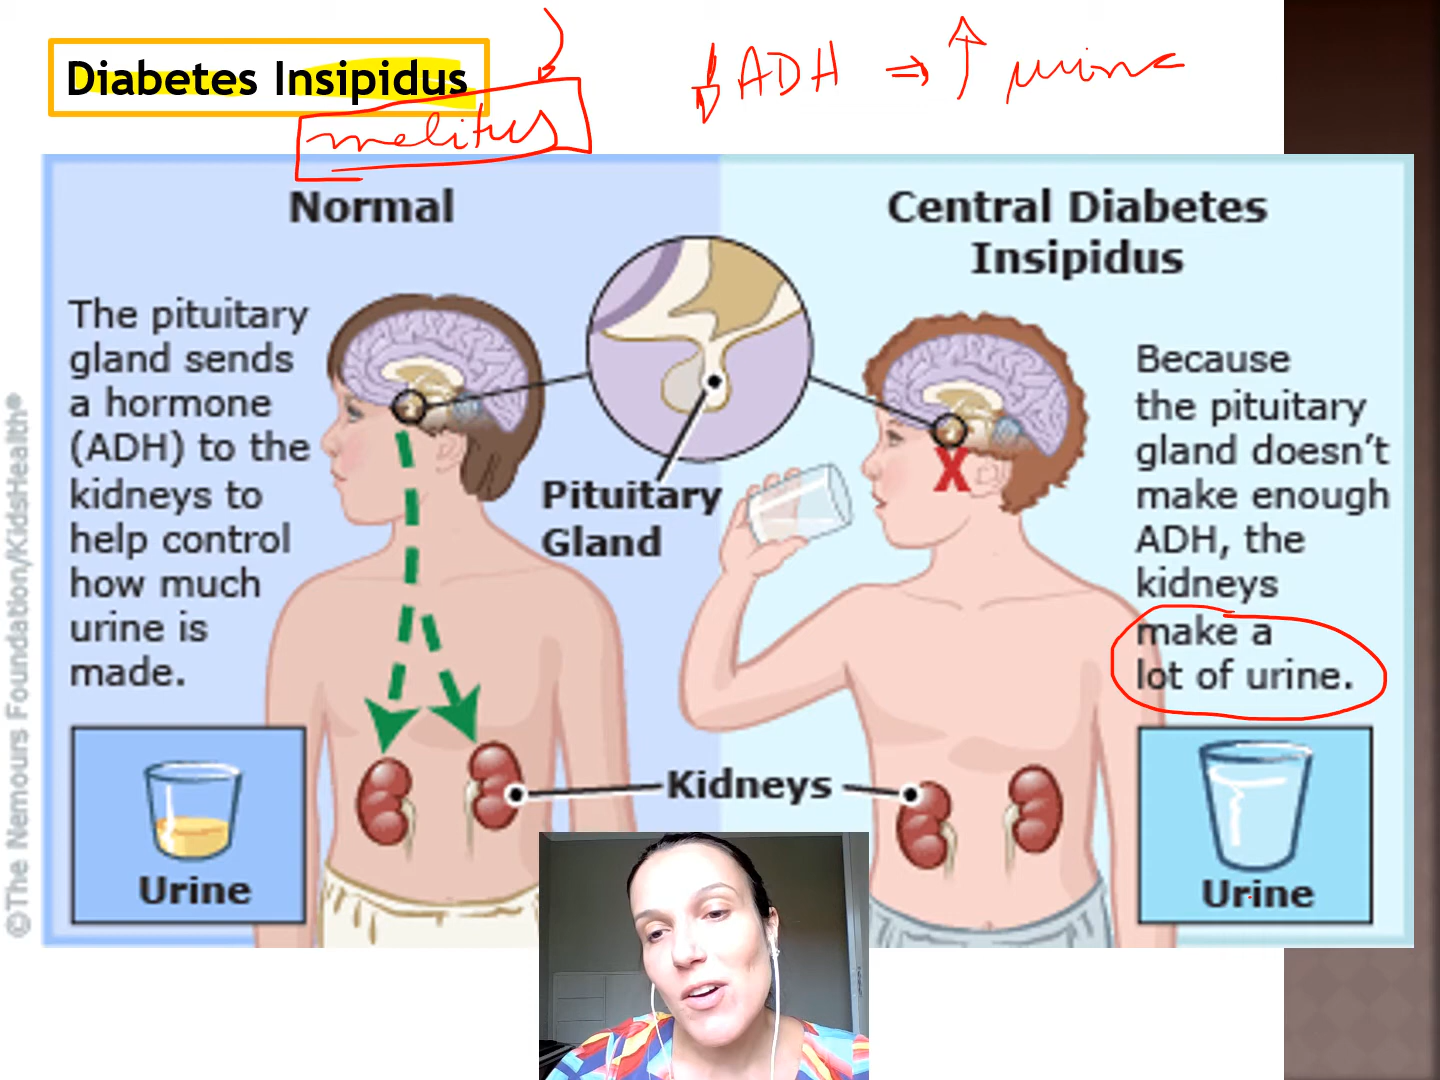 Diabetes Insipidus
melitus
↓ ADH ⇒ ↑ urine
Normal
The pituitary
gland sends
a hormone
(ADH) to the
kidneys to
help control
how much
urine is
made.
Urine
Pituitary
Gland
Kidneys
Central Diabetes
Insipidus
X
Because
the pituitary
gland doesn't
make enough
ADH, the
kidneys
make a
lot of urine.
Urine
©The Nemours Foundation/KidsHealth®